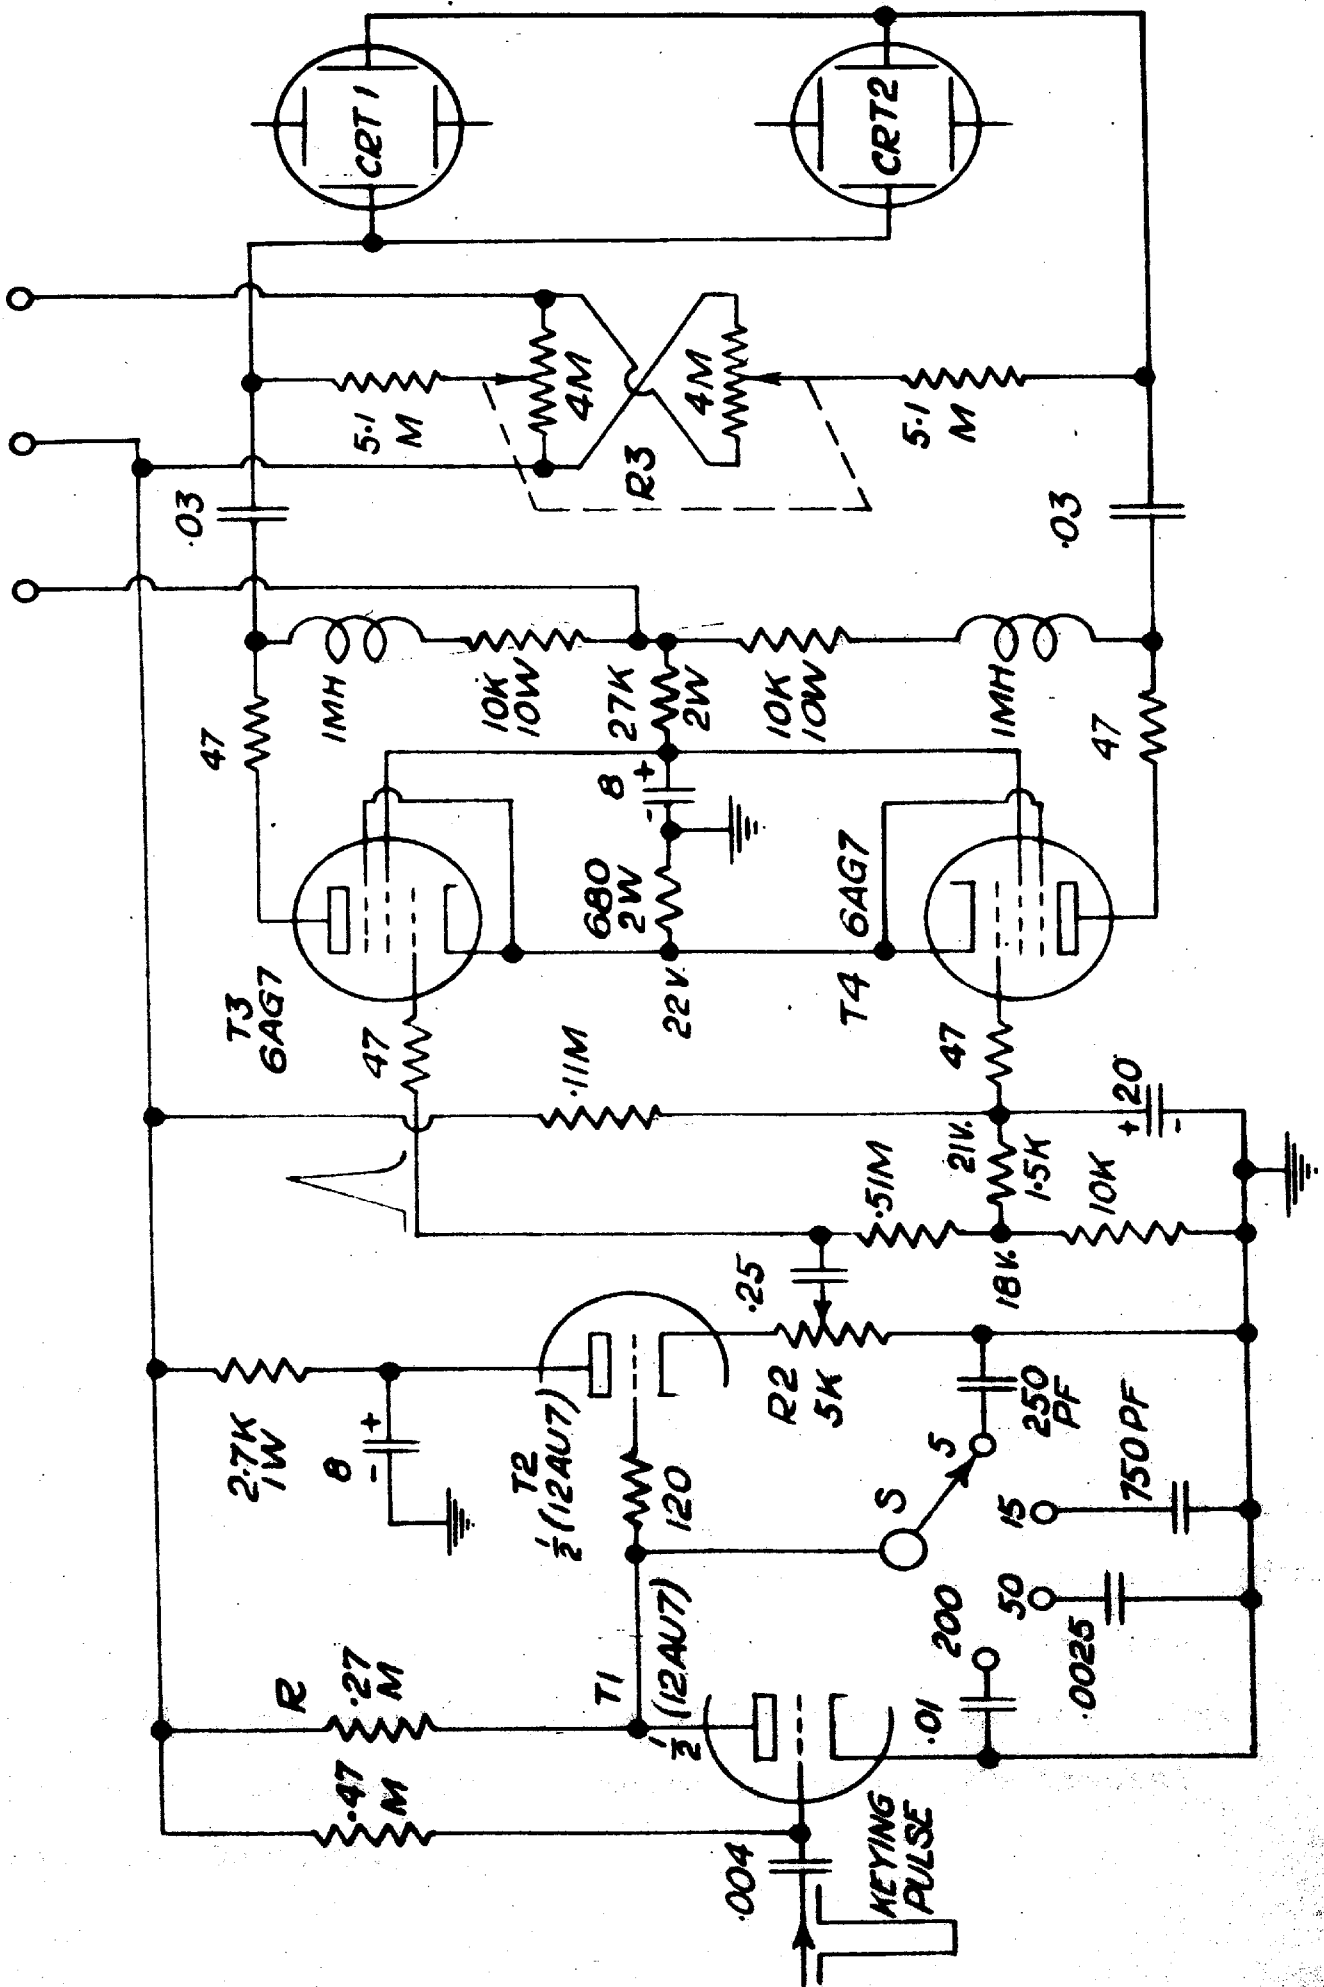 KEYING
PULSE
.004
.47
M
R
.27
M
T1
½ (12AU7)
.01
200
.0025
50
750PF
15
S
5
250
PF
2.7K
1W
8
+
-
T2
½ (12AU7)
120
R2
5K
.25
.51M
18V.
21V.
1.5K
10K
+
20
-
.11M
47
T3
6AG7
47
T4
6AG7
22V.
680
2W
8
+
-
27K
2W
47
47
1MH
10K
10W
10K
10W
1MH
.03
.03
5.1
M
4M
R3
4M
5.1
M
CRT1
CRT2